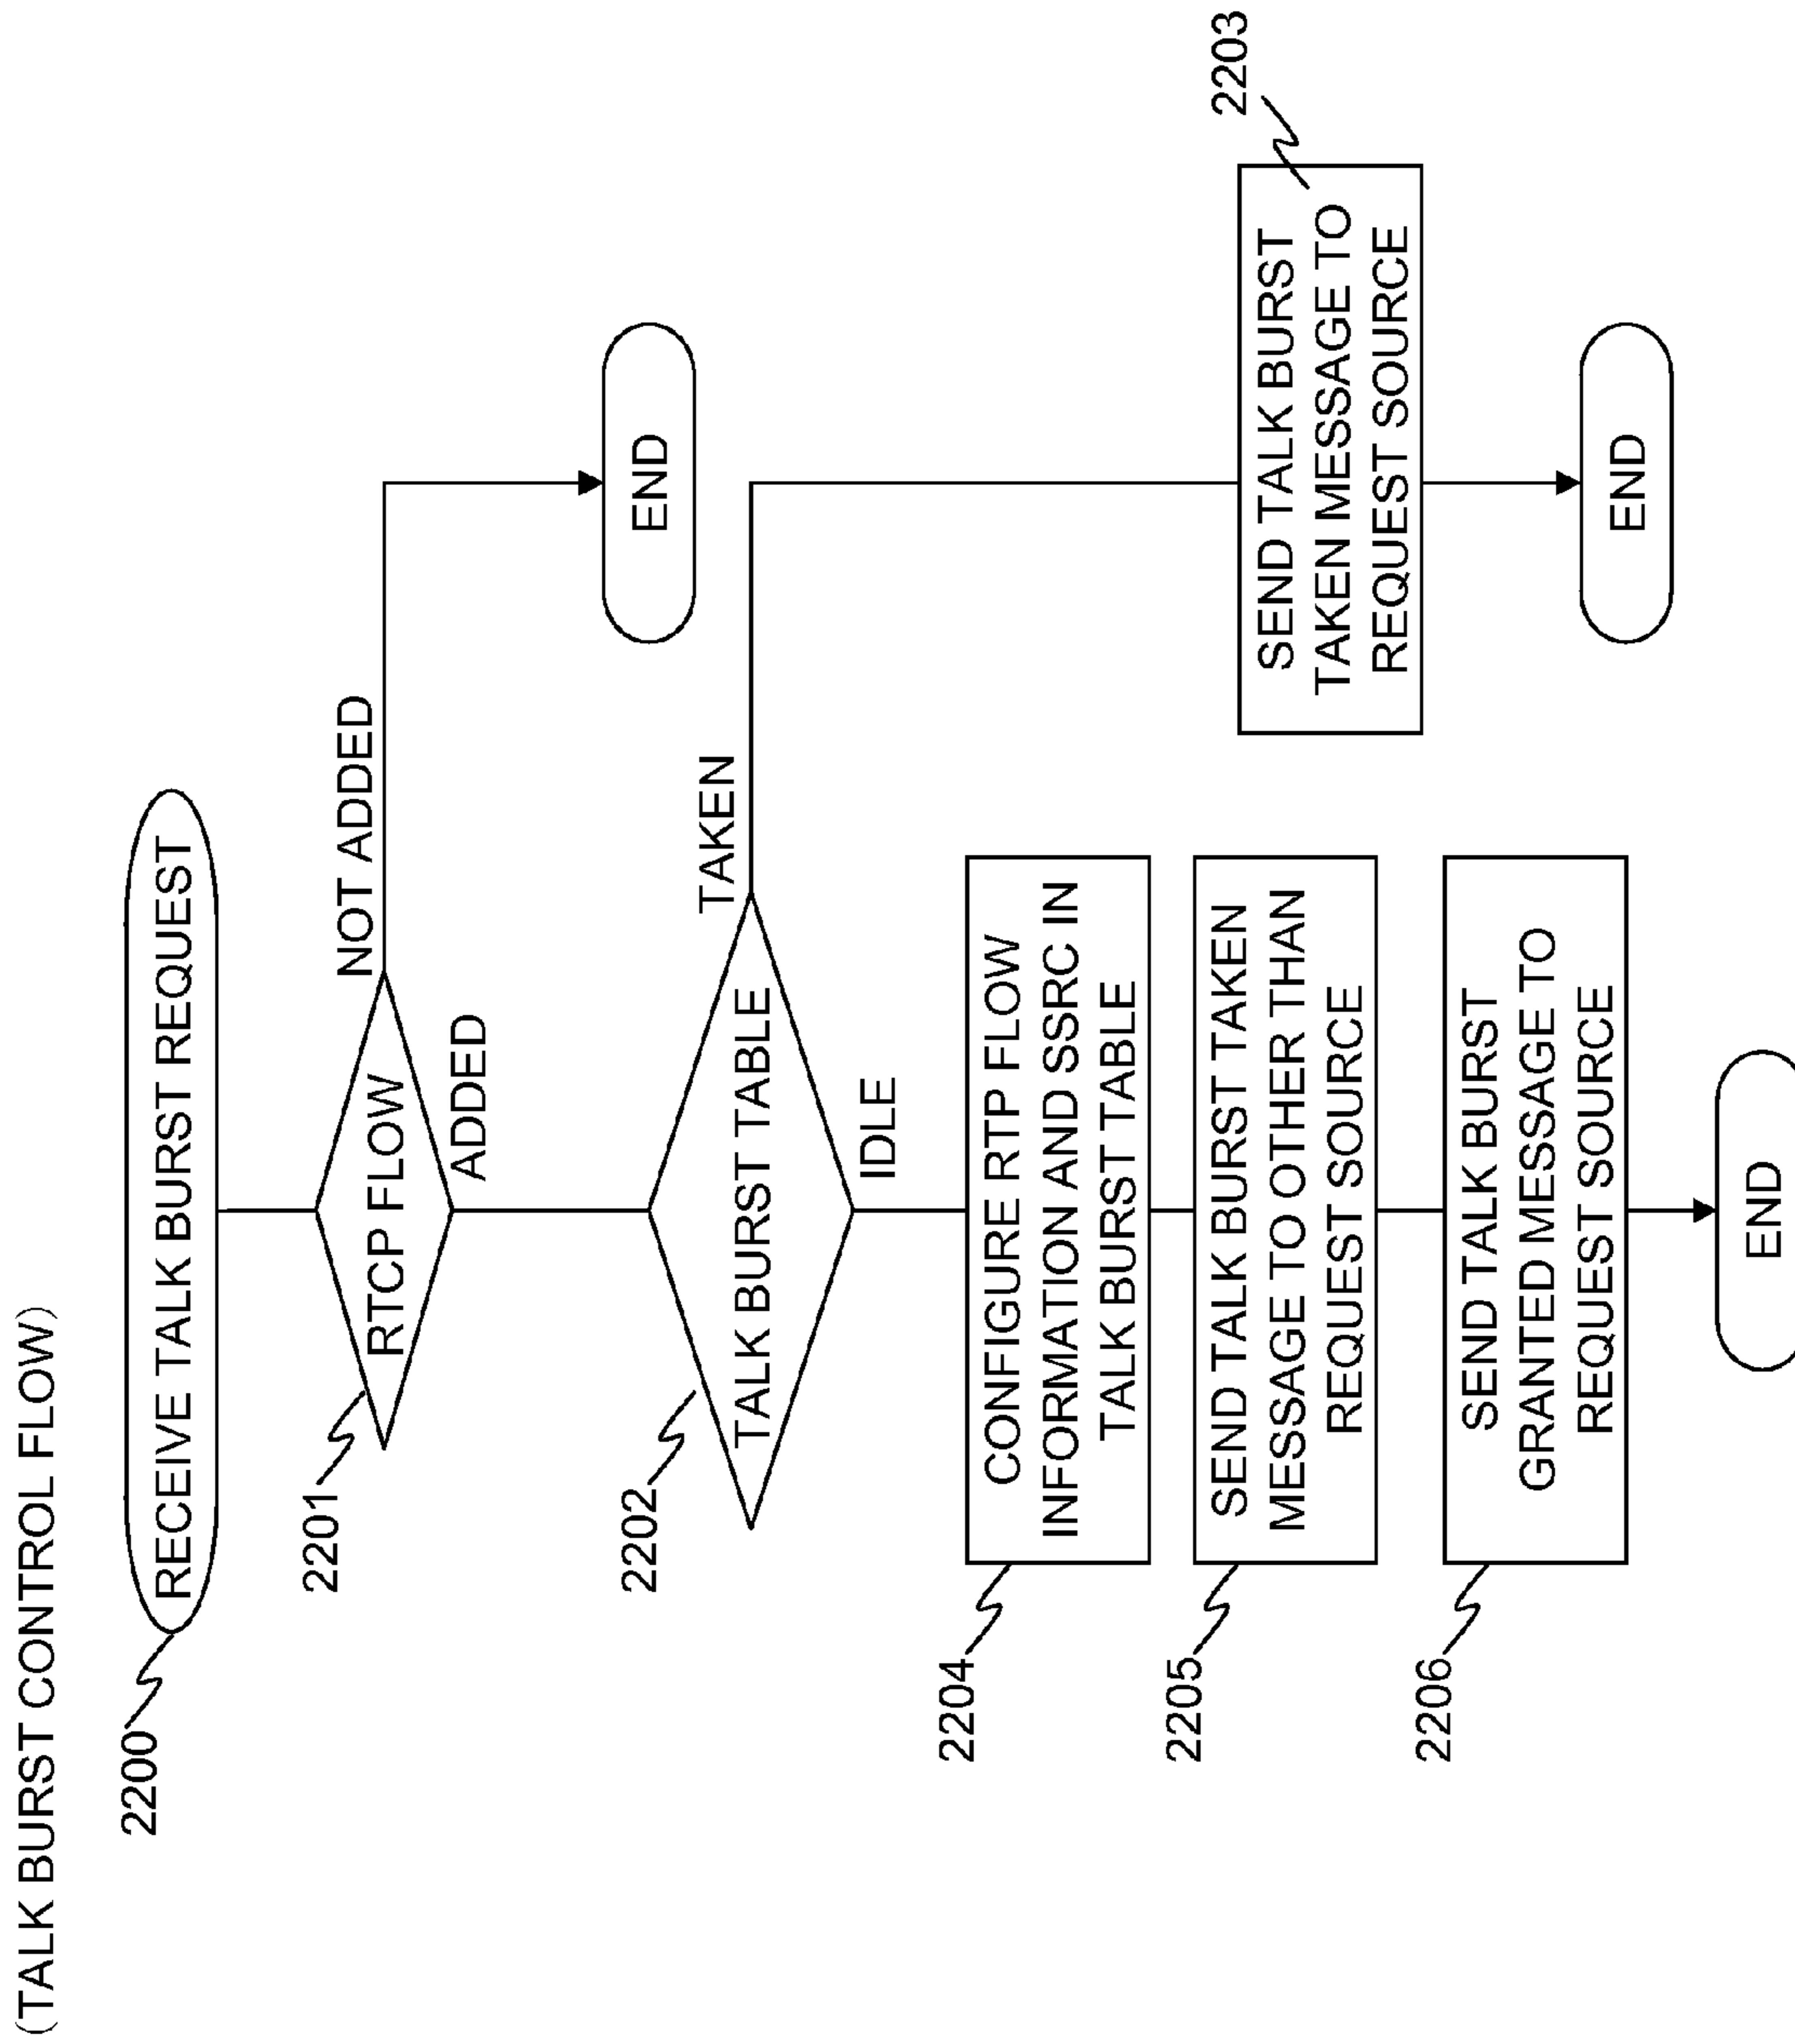 (TALK BURST CONTROL FLOW)
2200
RECEIVE TALK BURST REQUEST
2201
RTCP FLOW
NOT ADDED
ADDED
END
2202
TALK BURST TABLE
TAKEN
IDLE
2203
SEND TALK BURST
TAKEN MESSAGE TO
REQUEST SOURCE
END
2204
CONFIGURE RTP FLOW
INFORMATION AND SSRC IN
TALK BURST TABLE
2205
SEND TALK BURST TAKEN
MESSAGE TO OTHER THAN
REQUEST SOURCE
2206
SEND TALK BURST
GRANTED MESSAGE TO
REQUEST SOURCE
END